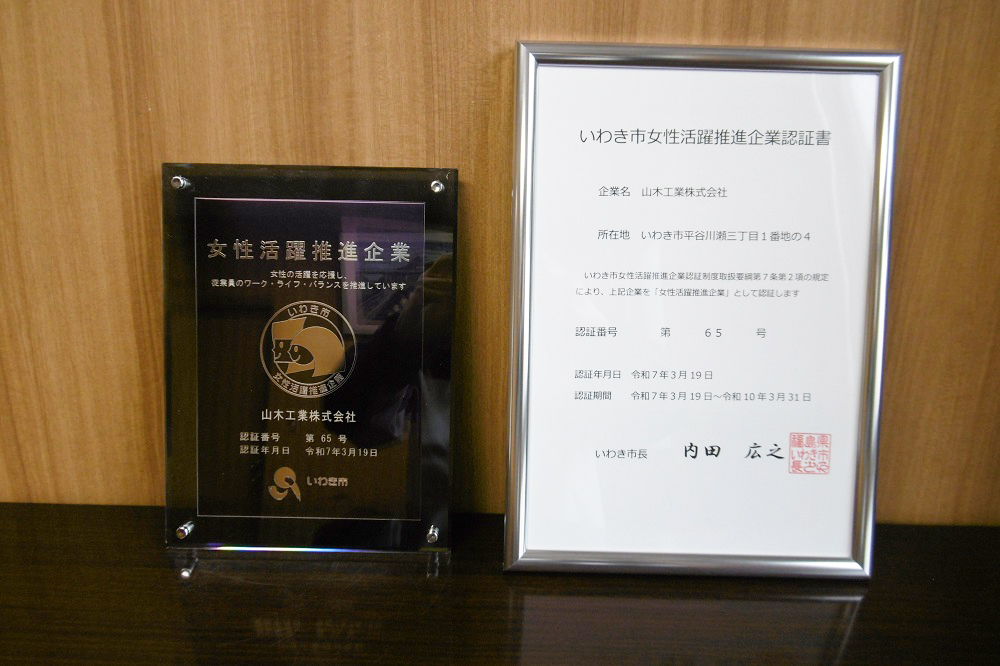 女性活躍推進企業
女性の活躍を応援し、
従業員のワーク・ライフ・バランスを推進しています
いわき市
女性活躍推進企業
山木工業株式会社
認証番号 第 65 号
認証年月日 令和7年3月19日
いわき市
いわき市女性活躍推進企業認証書
企業名 山木工業株式会社
所在地 いわき市平谷川瀬三丁目1番地の4
いわき市女性活躍推進企業認証制度取扱要綱第7条第2項の規定
により、上記企業を「女性活躍推進企業」として認証します
認証番号 第 65 号
認証年月日 令和7年3月19日
認証期間 令和7年3月19日~令和10年3月31日
いわき市長 内田 広之
福島県
いわき市
長之